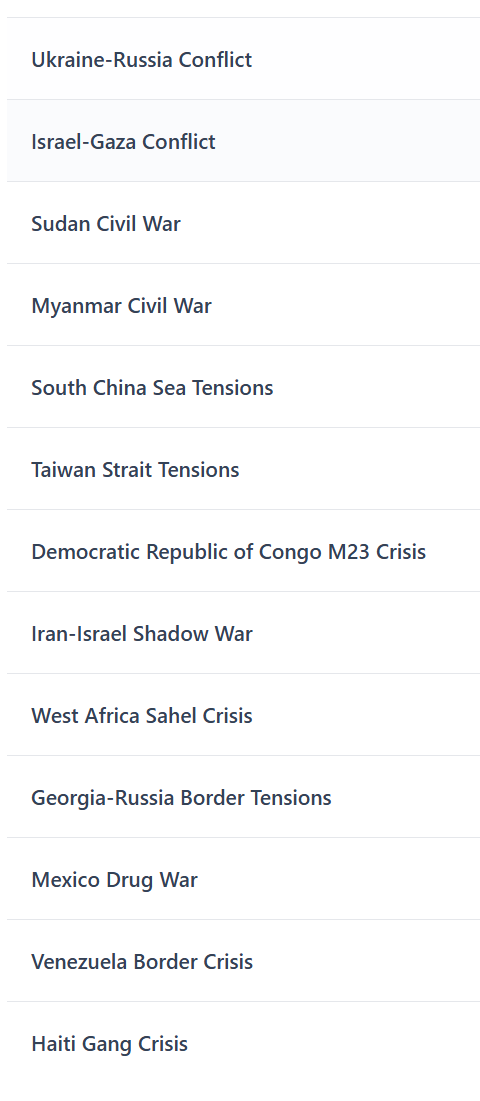 Ukraine-Russia Conflict
Israel-Gaza Conflict
Sudan Civil War
Myanmar Civil War
South China Sea Tensions
Taiwan Strait Tensions
Democratic Republic of Congo M23 Crisis
Iran-Israel Shadow War
West Africa Sahel Crisis
Georgia-Russia Border Tensions
Mexico Drug War
Venezuela Border Crisis
Haiti Gang Crisis